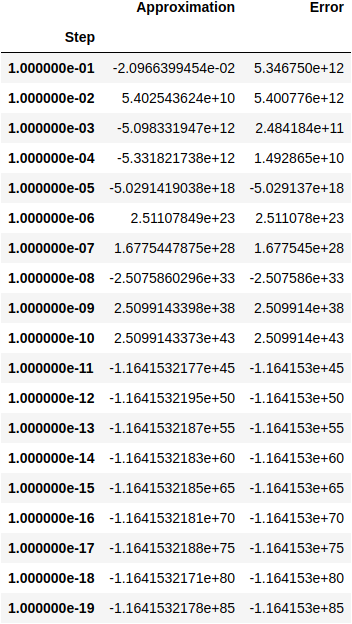 Approximation Error
Step
1.000000e-01 -2.0966399454e-02 5.346750e+12
1.000000e-02 5.402543624e+10 5.400776e+12
1.000000e-03 -5.098331947e+12 2.484184e+11
1.000000e-04 -5.331821738e+12 1.492865e+10
1.000000e-05 -5.0291419038e+18 -5.029137e+18
1.000000e-06 2.51107849e+23 2.511078e+23
1.000000e-07 1.6775447875e+28 1.677545e+28
1.000000e-08 -2.5075860296e+33 -2.507586e+33
1.000000e-09 2.5099143398e+38 2.509914e+38
1.000000e-10 2.5099143373e+43 2.509914e+43
1.000000e-11 -1.1641532177e+45 -1.164153e+45
1.000000e-12 -1.1641532195e+50 -1.164153e+50
1.000000e-13 -1.1641532187e+55 -1.164153e+55
1.000000e-14 -1.1641532183e+60 -1.164153e+60
1.000000e-15 -1.1641532185e+65 -1.164153e+65
1.000000e-16 -1.1641532181e+70 -1.164153e+70
1.000000e-17 -1.1641532188e+75 -1.164153e+75
1.000000e-18 -1.1641532171e+80 -1.164153e+80
1.000000e-19 -1.1641532178e+85 -1.164153e+85